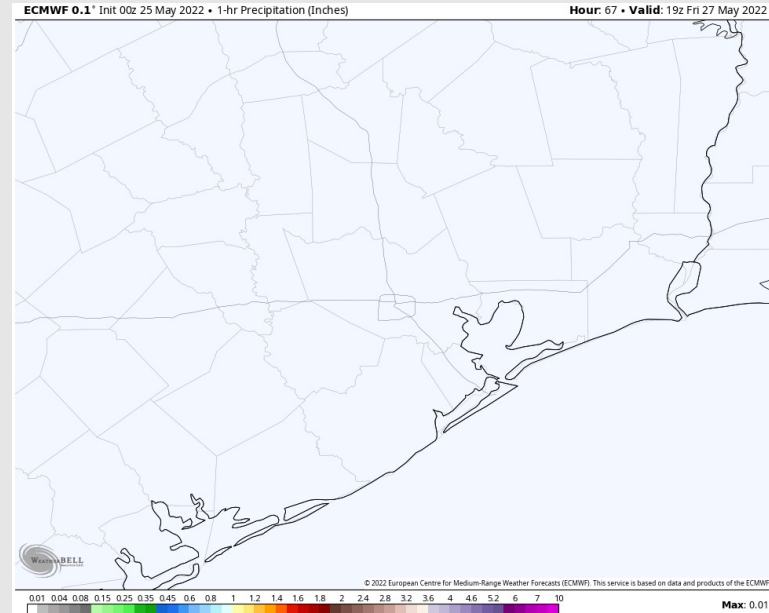 ECMWF 0.1° Init 00z 25 May 2022 • 1-hr Precipitation (Inches)
Hour: 67 • Valid: 19z Fri 27 May 2022
WEATHERBELL
© 2022 European Centre for Medium-Range Weather Forecasts (ECMWF). This service is based on data and products of the ECMWF
0.01 0.04 0.08 0.15 0.25 0.35 0.45 0.6 0.8 1 1.2 1.4 1.6 1.8 2 2.4 2.8 3.2 3.6 4 4.6 5.2 6 7 10
Max: 0.01